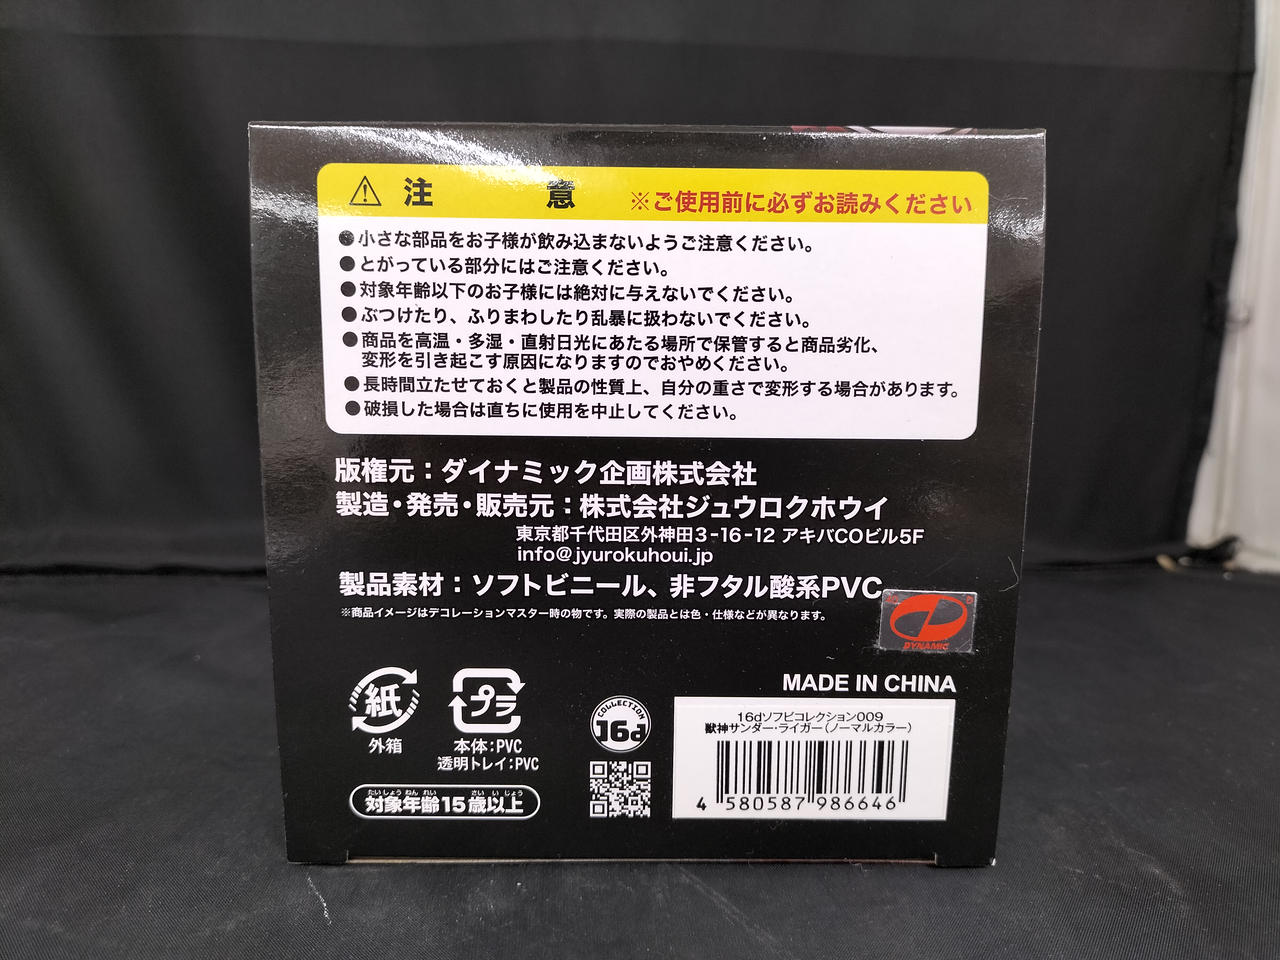 ⚠ 注 意 ※ご使用前に必ずお読みください
●小さな部品をお子様が飲み込まないようご注意ください。
●とがっている部分にはご注意ください。
●対象年齢以下のお子様には絶対に与えないでください。
●ぶつけたり、ふりまわしたり乱暴に扱わないでください。
●商品を高温・多湿・直射日光にあたる場所で保管すると商品劣化、
変形を引き起こす原因になりますのでおやめください。
●長時間立たせておくと製品の性質上、自分の重さで変形する場合があります。
●破損した場合は直ちに使用を中止してください。
版権元：ダイナミック企画株式会社
製造・発売・販売元：株式会社ジュウロクホウイ
東京都千代田区外神田3-16-12 アキバCOビル5F
info@jyurokuhoui.jp
製品素材：ソフトビニール、非フタル酸系PVC
※商品イメージはデコレーションマスター時の物です。実際の製品とは色・仕様などが異なります。
DYNAMIC
紙
外箱
プラ
本体:PVC
透明トレイ:PVC
たいしょう ねん れい さい い じょう
対象年齢15歳以上
COLLECTION
16d
MADE IN CHINA
16dソフビコレクション009
獣神サンダー・ライガー(ノーマルカラー)
4 580587 986646